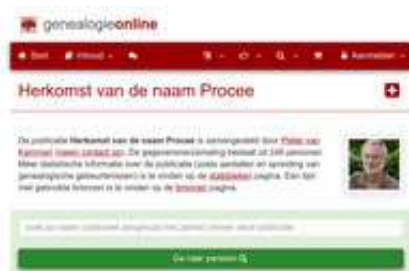 genealogieonline
Start Inhoud Aanmelden
Herkomst van de naam Procee
De publicatie Herkomst van de naam Procee is samengesteld door Pieter van
(neem contact op). De gegevensverzameling bestaat uit personen.
Meer statistische informatie over de publicatie (zoals aantallen en spreiding van
genealogische gebeurtenissen) is te vinden op de statistieken pagina. Een lijst
met gebruikte bronnen is te vinden op de bronnen pagina.
Ga naar persoon